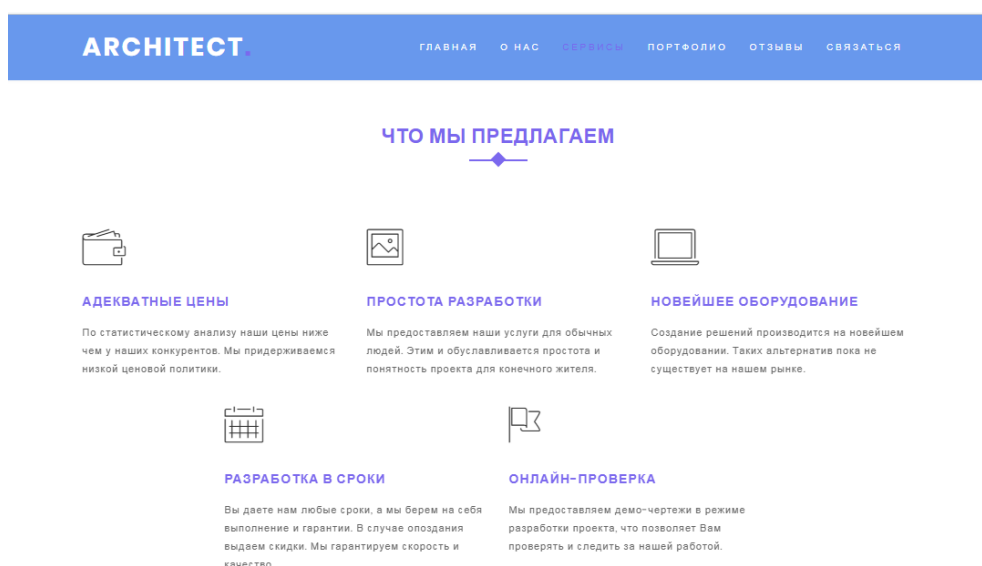 ARCHITECT.
ГЛАВНАЯ О НАС СЕРВИСЫ ПОРТФОЛИО ОТЗЫВЫ СВЯЗАТЬСЯ
ЧТО МЫ ПРЕДЛАГАЕМ
АДЕКВАТНЫЕ ЦЕНЫ
По статистическому анализу наши цены ниже
чем у наших конкурентов. Мы придерживаемся
низкой ценовой политики.
ПРОСТОТА РАЗРАБОТКИ
Мы предоставляем наши услуги для обычных
людей. Этим и обуславливается простота и
понятность проекта для конечного жителя.
НОВЕЙШЕЕ ОБОРУДОВАНИЕ
Создание решений производится на новейшем
оборудовании. Таких альтернатив пока не
существует на нашем рынке.
РАЗРАБОТКА В СРОКИ
Вы даете нам любые сроки, а мы берем на себя
выполнение и гарантии. В случае опоздания
выдаем скидки. Мы гарантируем скорость и
качество.
ОНЛАЙН-ПРОВЕРКА
Мы предоставляем демо-чертежи в режиме
разработки проекта, что позволяет Вам
проверять и следить за нашей работой.